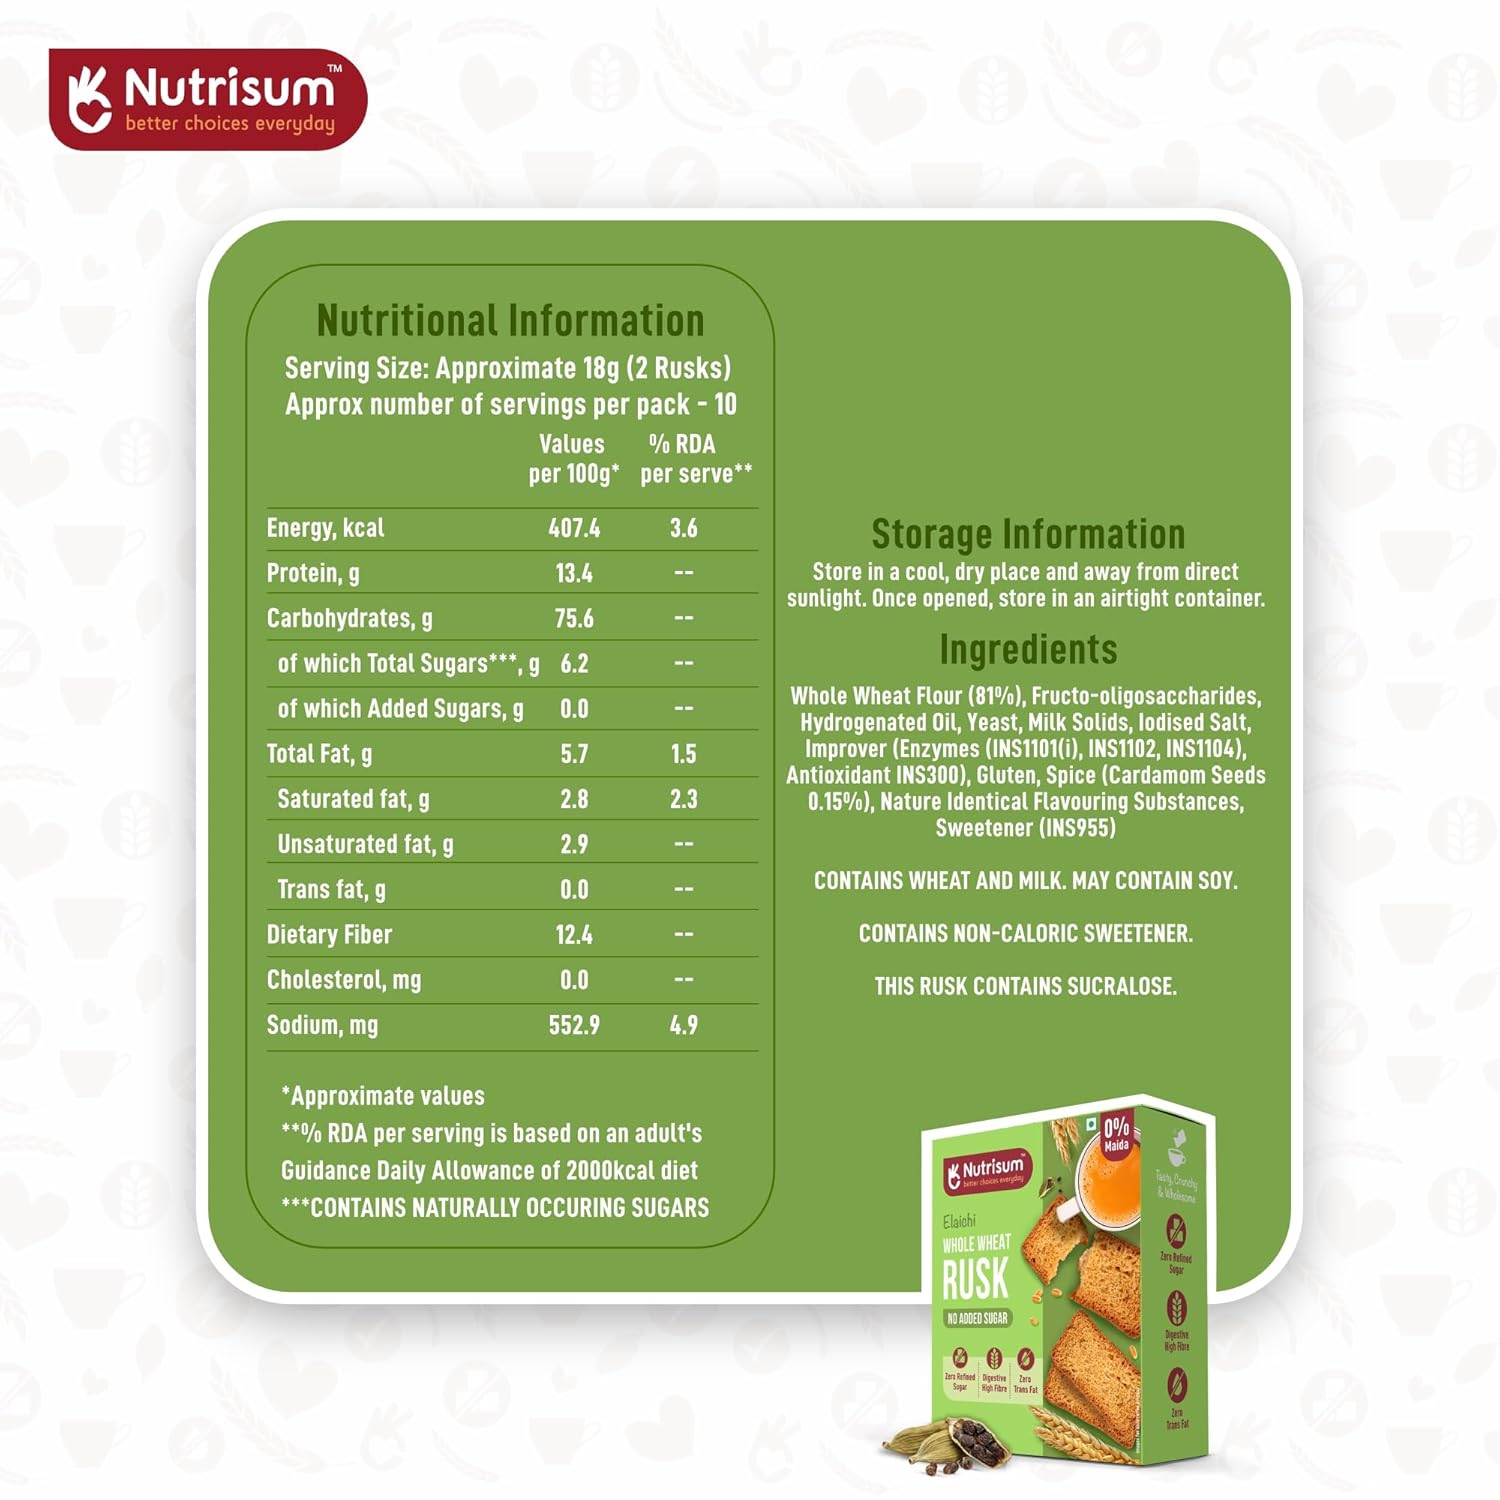 Nutrisum™
better choices everyday
Nutritional Information
Serving Size: Approximate 18g (2 Rusks)
Approx number of servings per pack - 10
Values per 100g* % RDA per serve**
Energy, kcal 407.4 3.6
Protein, g 13.4 --
Carbohydrates, g 75.6 --
of which Total Sugars***, g 6.2 --
of which Added Sugars, g 0.0 --
Total Fat, g 5.7 1.5
Saturated fat, g 2.8 2.3
Unsaturated fat, g 2.9 --
Trans fat, g 0.0 --
Dietary Fiber 12.4 --
Cholesterol, mg 0.0 --
Sodium, mg 552.9 4.9
*Approximate values
**% RDA per serving is based on an adult's
Guidance Daily Allowance of 2000kcal diet
***CONTAINS NATURALLY OCCURING SUGARS
Storage Information
Store in a cool, dry place and away from direct
sunlight. Once opened, store in an airtight container.
Ingredients
Whole Wheat Flour (81%), Fructo-oligosaccharides,
Hydrogenated Oil, Yeast, Milk Solids, Iodised Salt,
Improver (Enzymes (INS1101(i), INS1102, INS1104),
Antioxidant INS300), Gluten, Spice (Cardamom Seeds
0.15%), Nature Identical Flavouring Substances,
Sweetener (INS955)
CONTAINS WHEAT AND MILK. MAY CONTAIN SOY.
CONTAINS NON-CALORIC SWEETENER.
THIS RUSK CONTAINS SUCRALOSE.
0%
Maida
Nutrisum™
better choices everyday
Elaichi
WHOLE WHEAT
RUSK
NO ADDED SUGAR
Zero Refined
Sugar
Digestive
High Fibre
Zero
Trans Fat
Tasty, Crunchy
& Wholesome
Zero Refined
Sugar
Digestive
High Fibre
Zero
Trans Fat